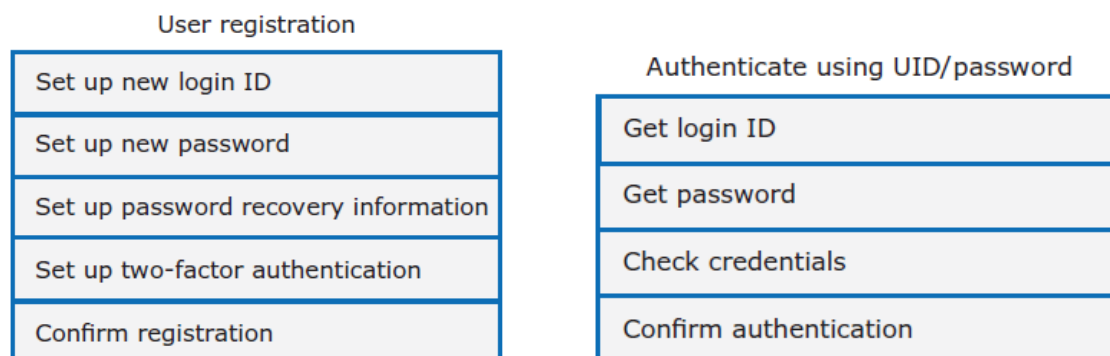 User registration
Set up new login ID
Set up new password
Set up password recovery information
Set up two-factor authentication
Confirm registration
Authenticate using UID/password
Get login ID
Get password
Check credentials
Confirm authentication